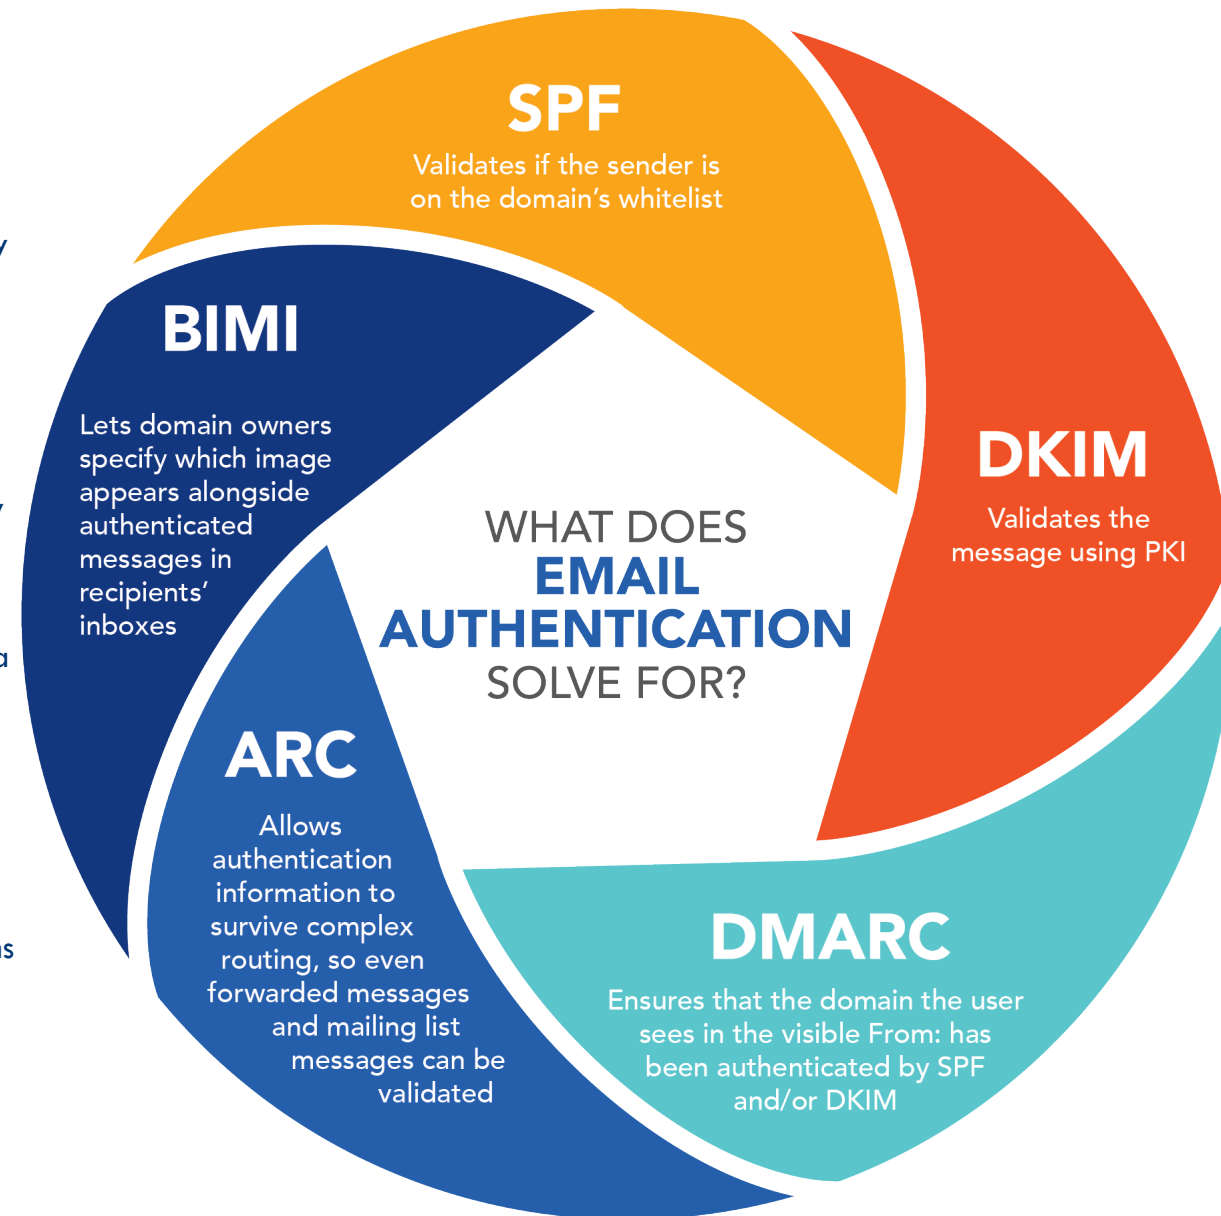 SPF
Validates if the sender is
on the domain's whitelist
DKIM
Validates the
message using PKI
DMARC
Ensures that the domain the user
sees in the visible From: has
been authenticated by SPF
and/or DKIM
ARC
Allows
authentication
information to
survive complex
routing, so even
forwarded messages
and mailing list
messages can be
validated
BIMI
Lets domain owners
specify which image
appears alongside
authenticated
messages in
recipients'
inboxes
WHAT DOES
EMAIL
AUTHENTICATION
SOLVE FOR?